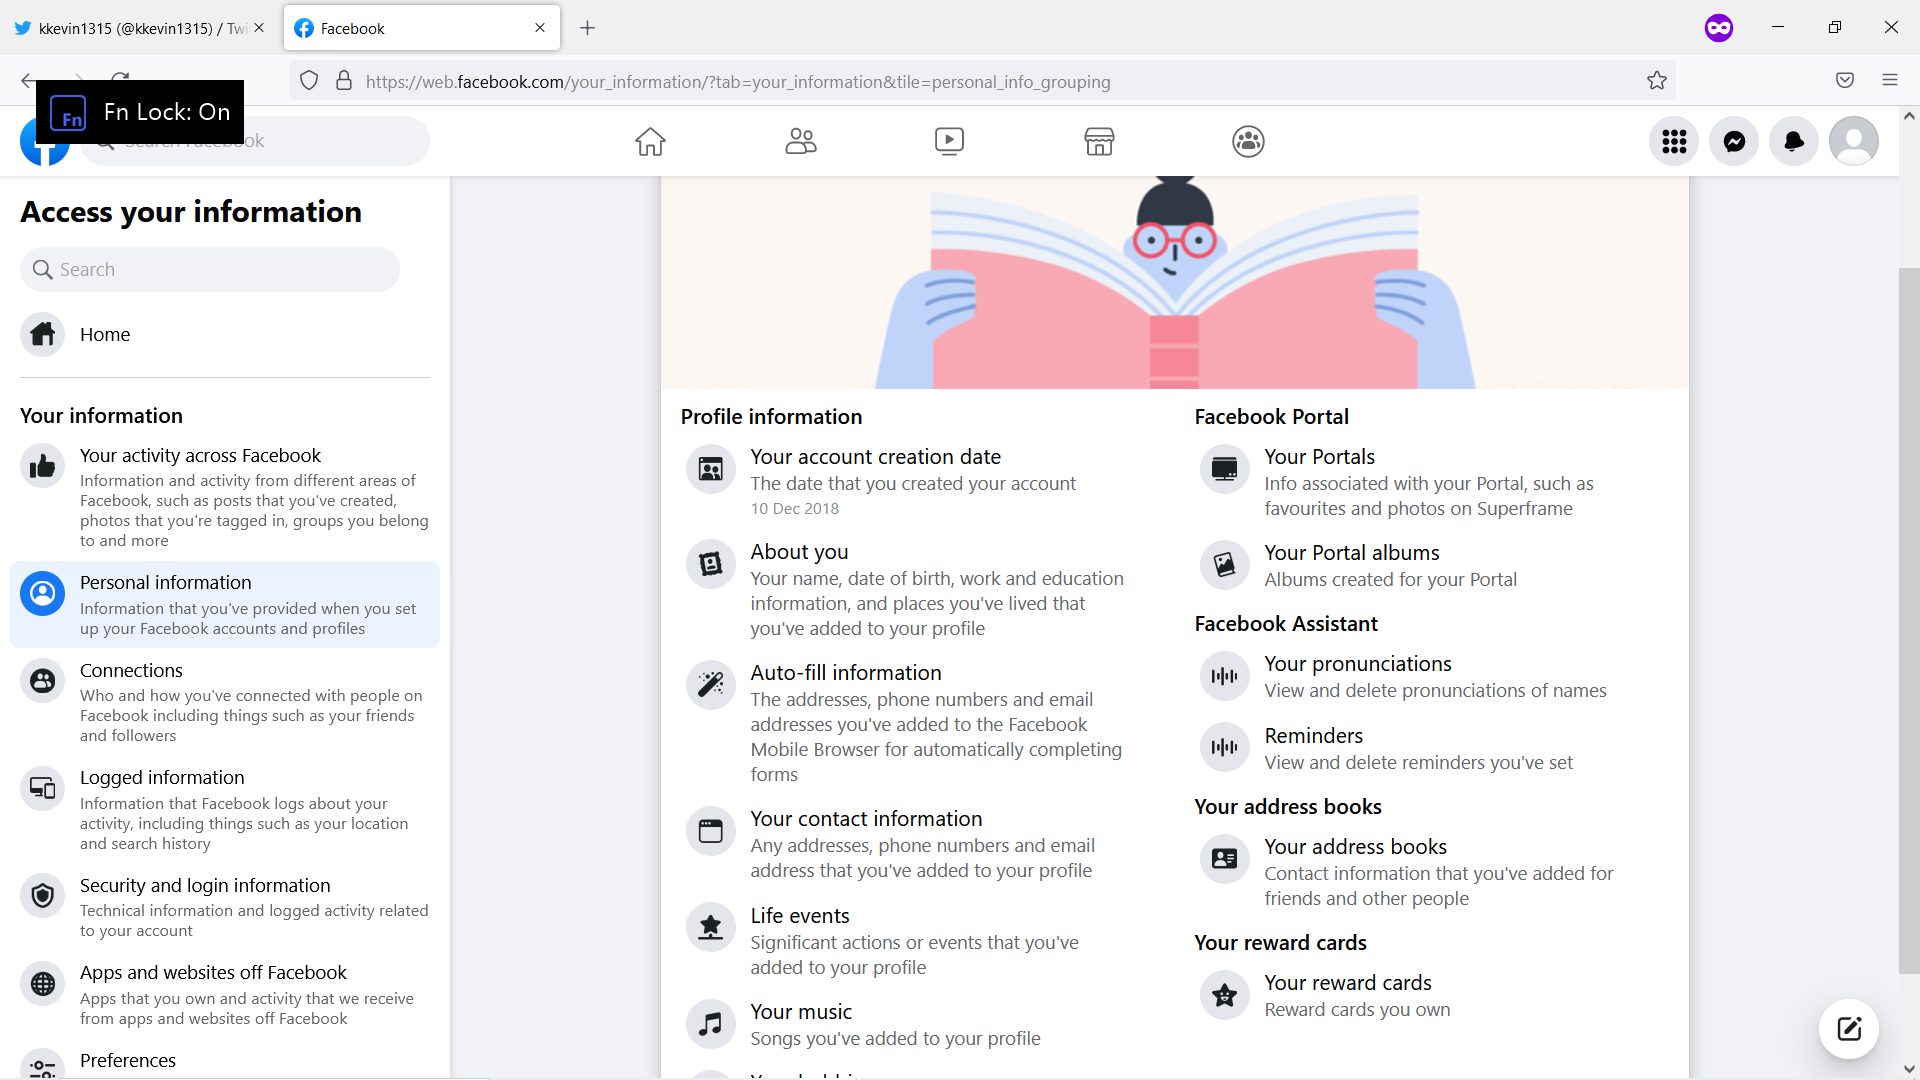 kkevin1315 (@kkevin1315) / Twi
Facebook
https://web.facebook.com/your_information/?tab=your_information&tile=personal_info_grouping
Fn Fn Lock: On
Access your information
Search
Home
Your information
Your activity across Facebook
Information and activity from different areas of
Facebook, such as posts that you've created,
photos that you're tagged in, groups you belong
to and more
Personal information
Information that you've provided when you set
up your Facebook accounts and profiles
Connections
Who and how you've connected with people on
Facebook including things such as your friends
and followers
Logged information
Information that Facebook logs about your
activity, including things such as your location
and search history
Security and login information
Technical information and logged activity related
to your account
Apps and websites off Facebook
Apps that you own and activity that we receive
from apps and websites off Facebook
Preferences
Profile information
Your account creation date
The date that you created your account
10 Dec 2018
About you
Your name, date of birth, work and education
information, and places you've lived that
you've added to your profile
Auto-fill information
The addresses, phone numbers and email
addresses you've added to the Facebook
Mobile Browser for automatically completing
forms
Your contact information
Any addresses, phone numbers and email
address that you've added to your profile
Life events
Significant actions or events that you've
added to your profile
Your music
Songs you've added to your profile
Facebook Portal
Your Portals
Info associated with your Portal, such as
favourites and photos on Superframe
Your Portal albums
Albums created for your Portal
Facebook Assistant
Your pronunciations
View and delete pronunciations of names
Reminders
View and delete reminders you've set
Your address books
Your address books
Contact information that you've added for
friends and other people
Your reward cards
Your reward cards
Reward cards you own